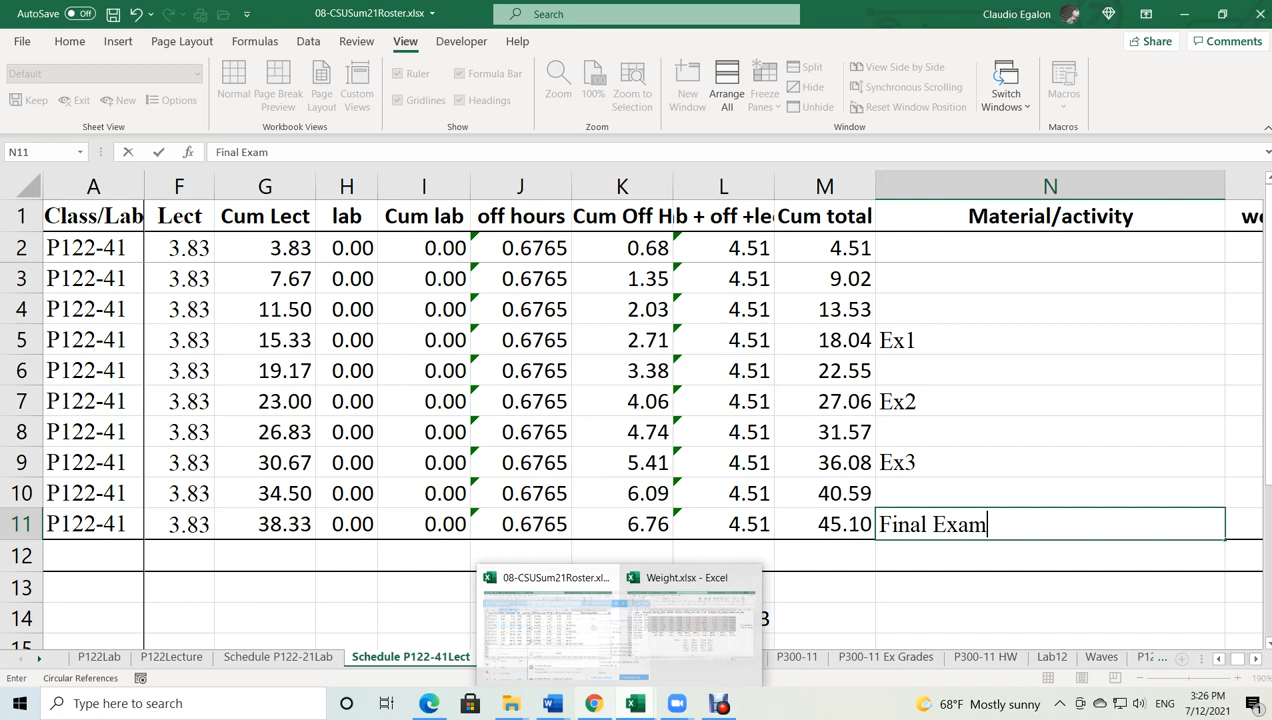 AutoSave Off 08-CSUSum21Roster.xlsx Search Claudio Egalon
File Home Insert Page Layout Formulas Data Review View Developer Help Share Comments
Default
Keep Exit New Options
Sheet View
Normal Page Break Preview Page Layout Custom Views
Workbook Views
Ruler Formula Bar
Gridlines Headings
Show
Zoom 100% Zoom to Selection
Zoom
New Window Arrange All Freeze Panes
Split
Hide
Unhide
View Side by Side
Synchronous Scrolling
Reset Window Position
Switch Windows
Window
Macros
Macros
N11 fx Final Exam
A F G H I J K L M N
1 Class/Lab Lect Cum Lect lab Cum lab off hours Cum Off H b + off +le Cum total Material/activity
2 P122-41 3.83 3.83 0.00 0.00 0.6765 0.68 4.51 4.51
3 P122-41 3.83 7.67 0.00 0.00 0.6765 1.35 4.51 9.02
4 P122-41 3.83 11.50 0.00 0.00 0.6765 2.03 4.51 13.53
5 P122-41 3.83 15.33 0.00 0.00 0.6765 2.71 4.51 18.04 Ex1
6 P122-41 3.83 19.17 0.00 0.00 0.6765 3.38 4.51 22.55
7 P122-41 3.83 23.00 0.00 0.00 0.6765 4.06 4.51 27.06 Ex2
8 P122-41 3.83 26.83 0.00 0.00 0.6765 4.74 4.51 31.57
9 P122-41 3.83 30.67 0.00 0.00 0.6765 5.41 4.51 36.08 Ex3
10 P122-41 3.83 34.50 0.00 0.00 0.6765 6.09 4.51 40.59
11 P122-41 3.83 38.33 0.00 0.00 0.6765 6.76 4.51 45.10 Final Exam
12
13
14 3
15
08-CSUSum21Roster.xl... Weight.xlsx - Excel
P122Lab P122Lecture Schedule P122-21Lab Schedule P122-41Lect P300-11 P300-11 Ex Grades P300-11 HW Lab12 Waves P12 ...
Enter Circular References 190%
Type here to search 68°F Mostly sunny ENG 3:26 PM
7/12/2021